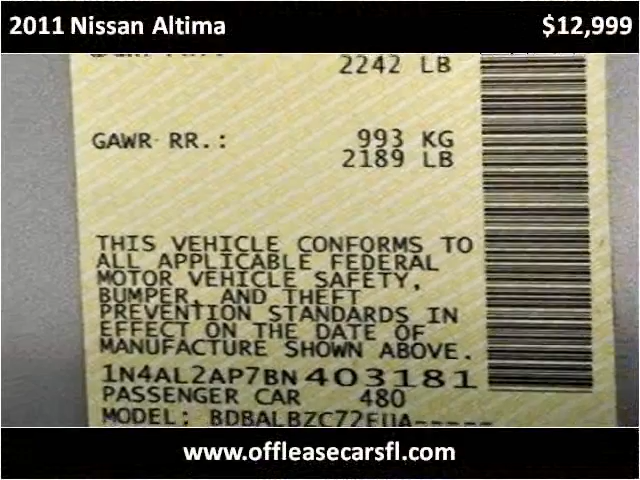 2011 Nissan Altima $12,999
2242 LB
GAWR RR.: 993 KG
2189 LB
THIS VEHICLE CONFORMS TO
ALL APPLICABLE FEDERAL
MOTOR VEHICLE SAFETY,
BUMPER, AND THEFT
PREVENTION STANDARDS IN
EFFECT ON THE DATE OF
MANUFACTURE SHOWN ABOVE.
1N4AL2AP7BN403181
PASSENGER CAR 480
MODEL: BDBALBZC72EUA-----
www.offleasecarsfl.com